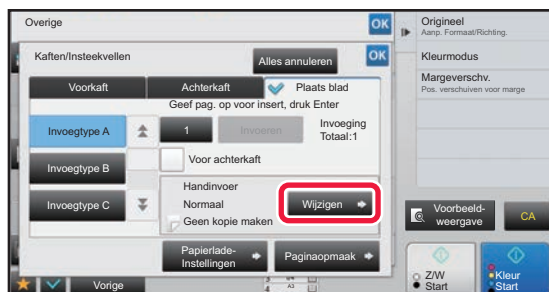 Overige
OK
Kaften/Insteekvellen
Alles annuleren
OK
Voorkaft
Achterkaft
Plaats blad
Geef pag. op voor insert, druk Enter
Invoegtype A
1
Invoeren
Invoeging
Totaal:1
Invoegtype B
Voor achterkaft
Invoegtype C
Handinvoer
Normaal
Wijzigen
Geen kopie maken
Papierlade-
Instellingen
Paginaopmaak
Vorige
A3
4
Origineel
Aanp. Formaat/Richting.
Kleurmodus
Margeverschv.
Pos. verschuiven voor marge
Voorbeeld-
weergave
CA
Z/W
Start
Kleur
Start